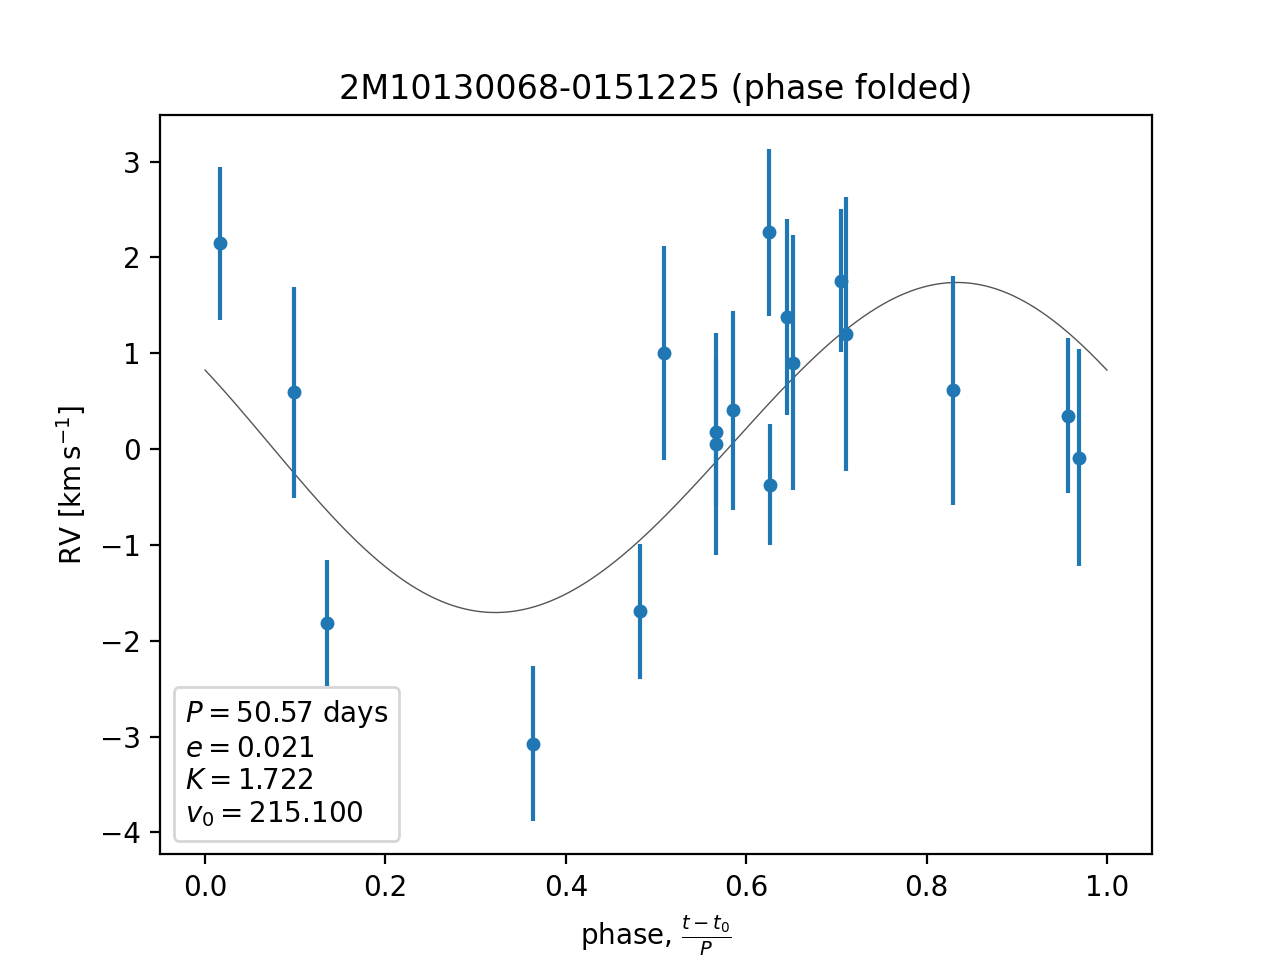 2M10130068-0151225 (phase folded)
3
2
1
0
−1
−2
−3
−4
RV [km s⁻¹]
P = 50.57 days
e = 0.021
K = 1.722
v₀ = 215.100
0.0 0.2 0.4 0.6 0.8 1.0
phase, (t − t₀)/P